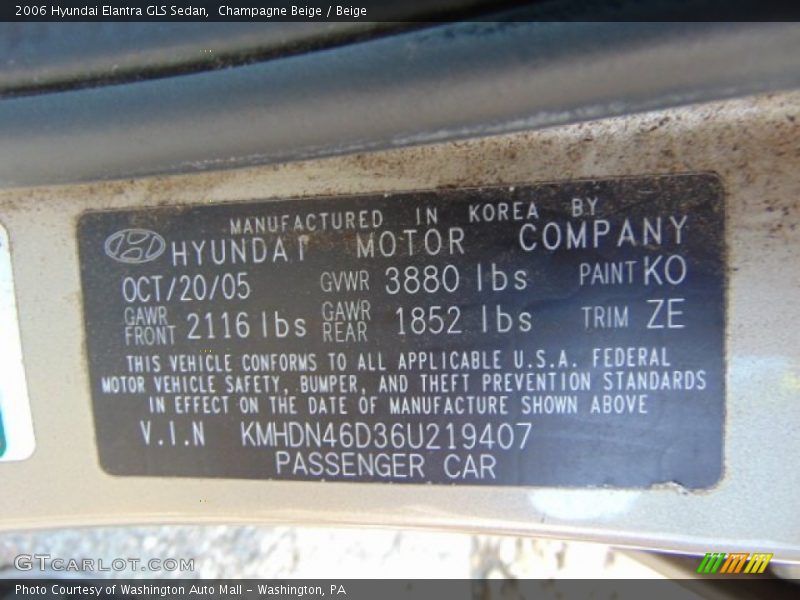 2006 Hyundai Elantra GLS Sedan,  Champagne Beige / Beige
MANUFACTURED IN KOREA BY
HYUNDAI MOTOR COMPANY
OCT/20/05 GVWR 3880 lbs PAINT KO
GAWR FRONT 2116 lbs GAWR REAR 1852 lbs TRIM ZE
THIS VEHICLE CONFORMS TO ALL APPLICABLE U.S.A. FEDERAL
MOTOR VEHICLE SAFETY, BUMPER, AND THEFT PREVENTION STANDARDS
IN EFFECT ON THE DATE OF MANUFACTURE SHOWN ABOVE
V.I.N KMHDN46D36U219407
PASSENGER CAR
GTCarLot.com
Photo Courtesy of Washington Auto Mall - Washington, PA